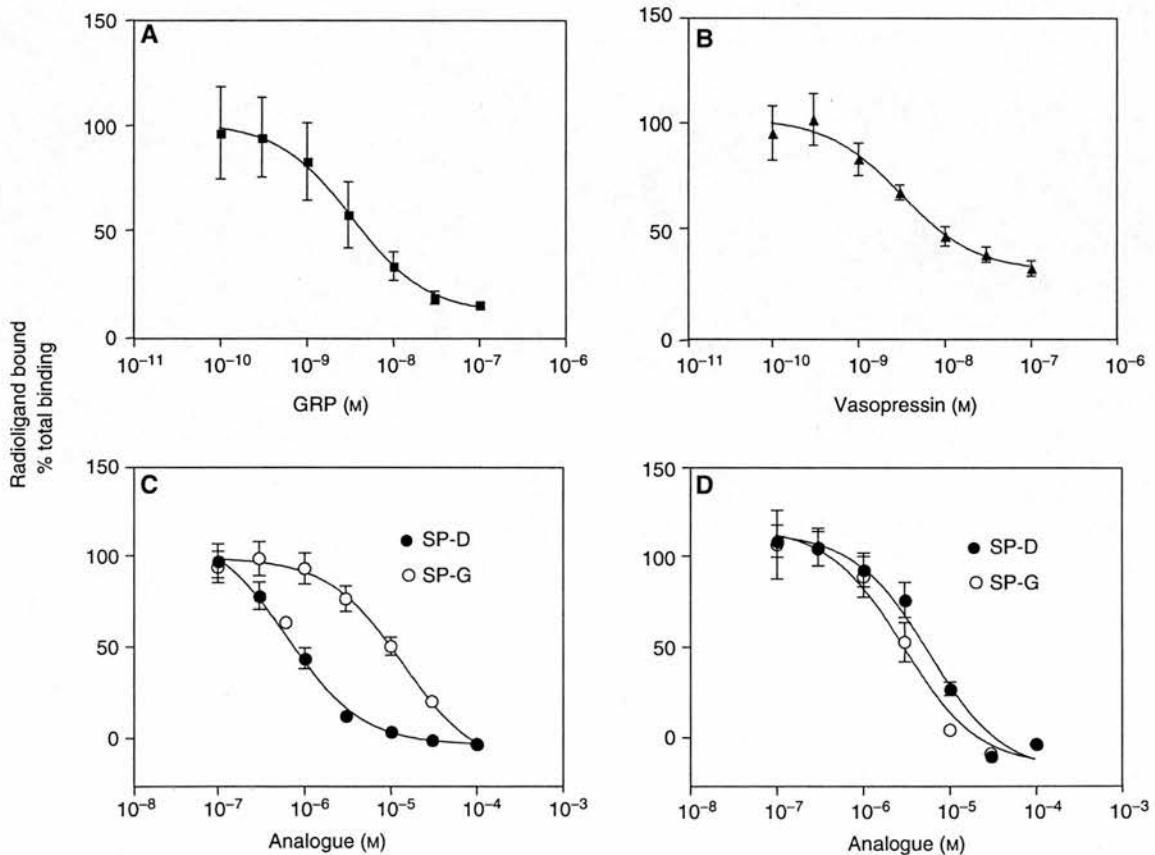 A
150
100
50
0
10⁻¹¹ 10⁻¹⁰ 10⁻⁹ 10⁻⁸ 10⁻⁷ 10⁻⁶
GRP (M)
B
150
100
50
0
10⁻¹¹ 10⁻¹⁰ 10⁻⁹ 10⁻⁸ 10⁻⁷ 10⁻⁶
Vasopressin (M)
Radioligand bound
% total binding
C
150
100
50
0
SP-D
SP-G
10⁻⁸ 10⁻⁷ 10⁻⁶ 10⁻⁵ 10⁻⁴ 10⁻³
Analogue (M)
D
150
100
50
0
SP-D
SP-G
10⁻⁸ 10⁻⁷ 10⁻⁶ 10⁻⁵ 10⁻⁴ 10⁻³
Analogue (M)